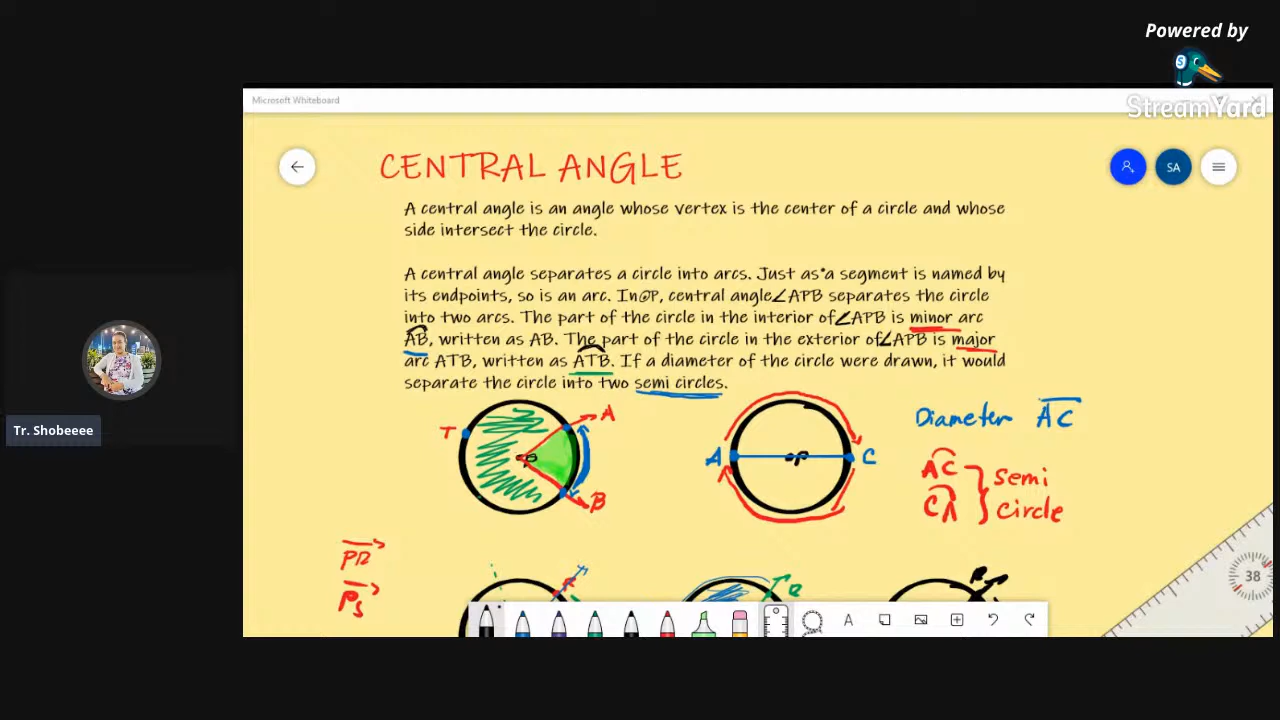 Powered by
StreamYard
Microsoft Whiteboard
CENTRAL ANGLE
SA
A central angle is an angle whose vertex is the center of a circle and whose
side intersect the circle.
A central angle separates a circle into arcs. Just as a segment is named by
its endpoints, so is an arc. In⊙P, central angle∠APB separates the circle
into two arcs. The part of the circle in the interior of∠APB is minor arc
AB, written as AB. The part of the circle in the exterior of∠APB is major
arc ATB, written as ATB. If a diameter of the circle were drawn, it would
separate the circle into two semi circles.
T A P B
A P C
Diameter AC
AC semi
CA circle
Tr. Shobeeee
PR
PS
R
38
A